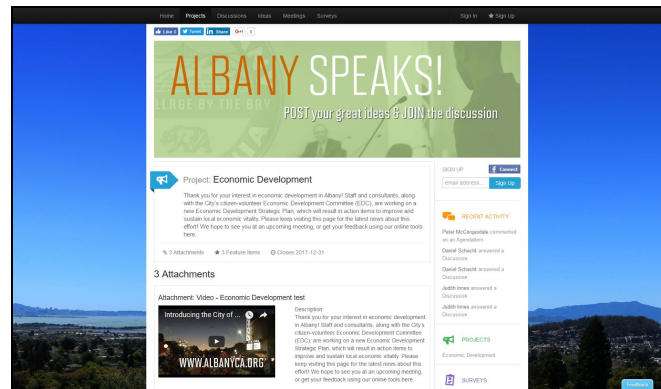 Home Projects Discussions Ideas Meetings Surveys Sign In Sign Up
Like 0 Tweet Share G+1 0
ALBANY SPEAKS!
LLAGE BY THE BAY
POST your great ideas & JOIN the discussion
Project: Economic Development
Thank you for your interest in economic development in Albany! Staff and consultants, along
with the City's citizen-volunteer Economic Development Committee (EDC), are working on a
new Economic Development Strategic Plan, which will result in action items to improve and
sustain local economic vitality. Please keep visiting this page for the latest news about this
effort! We hope to see you at an upcoming meeting, or get your feedback using our online tools
here.
3 Attachments 3 Feature Items Closes 2017-12-31
3 Attachments
Attachment: Video - Economic Development test
Introducing the City of ...
WWW.ALBANYCA.ORG
Description:
Thank you for your interest in economic development
in Albany! Staff and consultants, along with the City's
citizen-volunteer Economic Development Committee
(EDC), are working on a new Economic Development
Strategic Plan, which will result in action items to
improve and sustain local economic vitality. Please
keep visiting this page for the latest news about this
effort! We hope to see you at an upcoming meeting,
or get your feedback using our online tools here.
SIGN UP Connect
email address... Sign Up
RECENT ACTIVITY
Peter McCorquodale commented
on an Agendaitem
Daniel Schacht answered a
Discussion
Daniel Schacht answered a
Discussion
Judith Innes answered a
Discussion
Judith Innes answered a
Discussion
PROJECTS
Economic Development
SURVEYS
Feedback